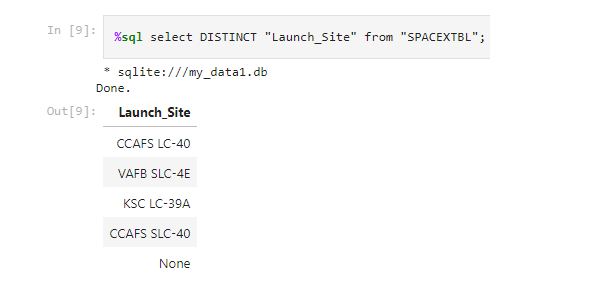 In [9]: %sql select DISTINCT "Launch_Site" from "SPACEXTBL";
* sqlite:///my_data1.db
Done.
Out[9]: Launch_Site
CCAFS LC-40
VAFB SLC-4E
KSC LC-39A
CCAFS SLC-40
None